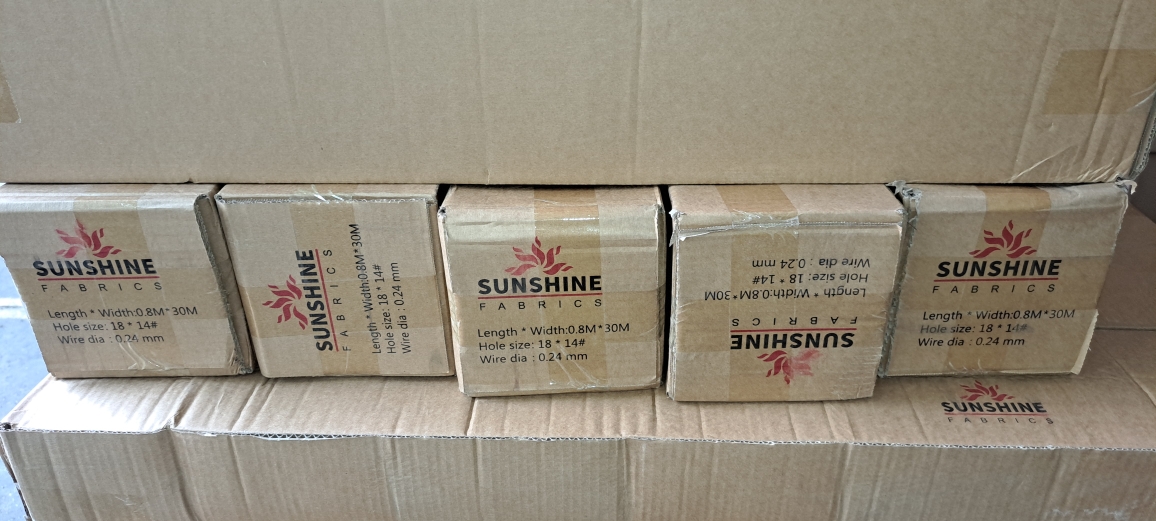 SUNSHINE
FABRICS
Length * Width:0.8M*30M
Hole size: 18 * 14#
Wire dia : 0.24 mm
SUNSHINE
FABRICS
Length * Width:0.8M*30M
Hole size: 18 * 14#
Wire dia : 0.24 mm
SUNSHINE
FABRICS
Length * Width:0.8M*30M
Hole size: 18 * 14#
Wire dia : 0.24 mm
SUNSHINE
FABRICS
Length * Width:0.8M*30M
Hole size: 18 * 14#
Wire dia : 0.24 mm
SUNSHINE
FABRICS
Length * Width:0.8M*30M
Hole size: 18 * 14#
Wire dia : 0.24 mm
SUNSHINE
FABRICS